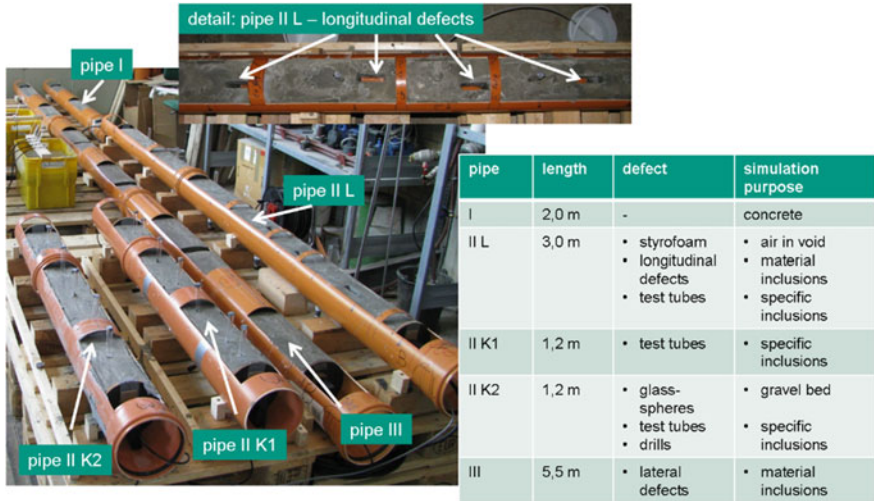 detail: pipe II L – longitudinal defects
pipe I
pipe II L
pipe II K2
pipe II K1
pipe III
pipe length defect simulation purpose
I 2,0 m - concrete
II L 3,0 m • styrofoam • air in void
• longitudinal defects • material inclusions
• test tubes • specific inclusions
II K1 1,2 m • test tubes • specific inclusions
II K2 1,2 m • glass-spheres • gravel bed
• test tubes • specific inclusions
• drills
III 5,5 m • lateral defects • material inclusions